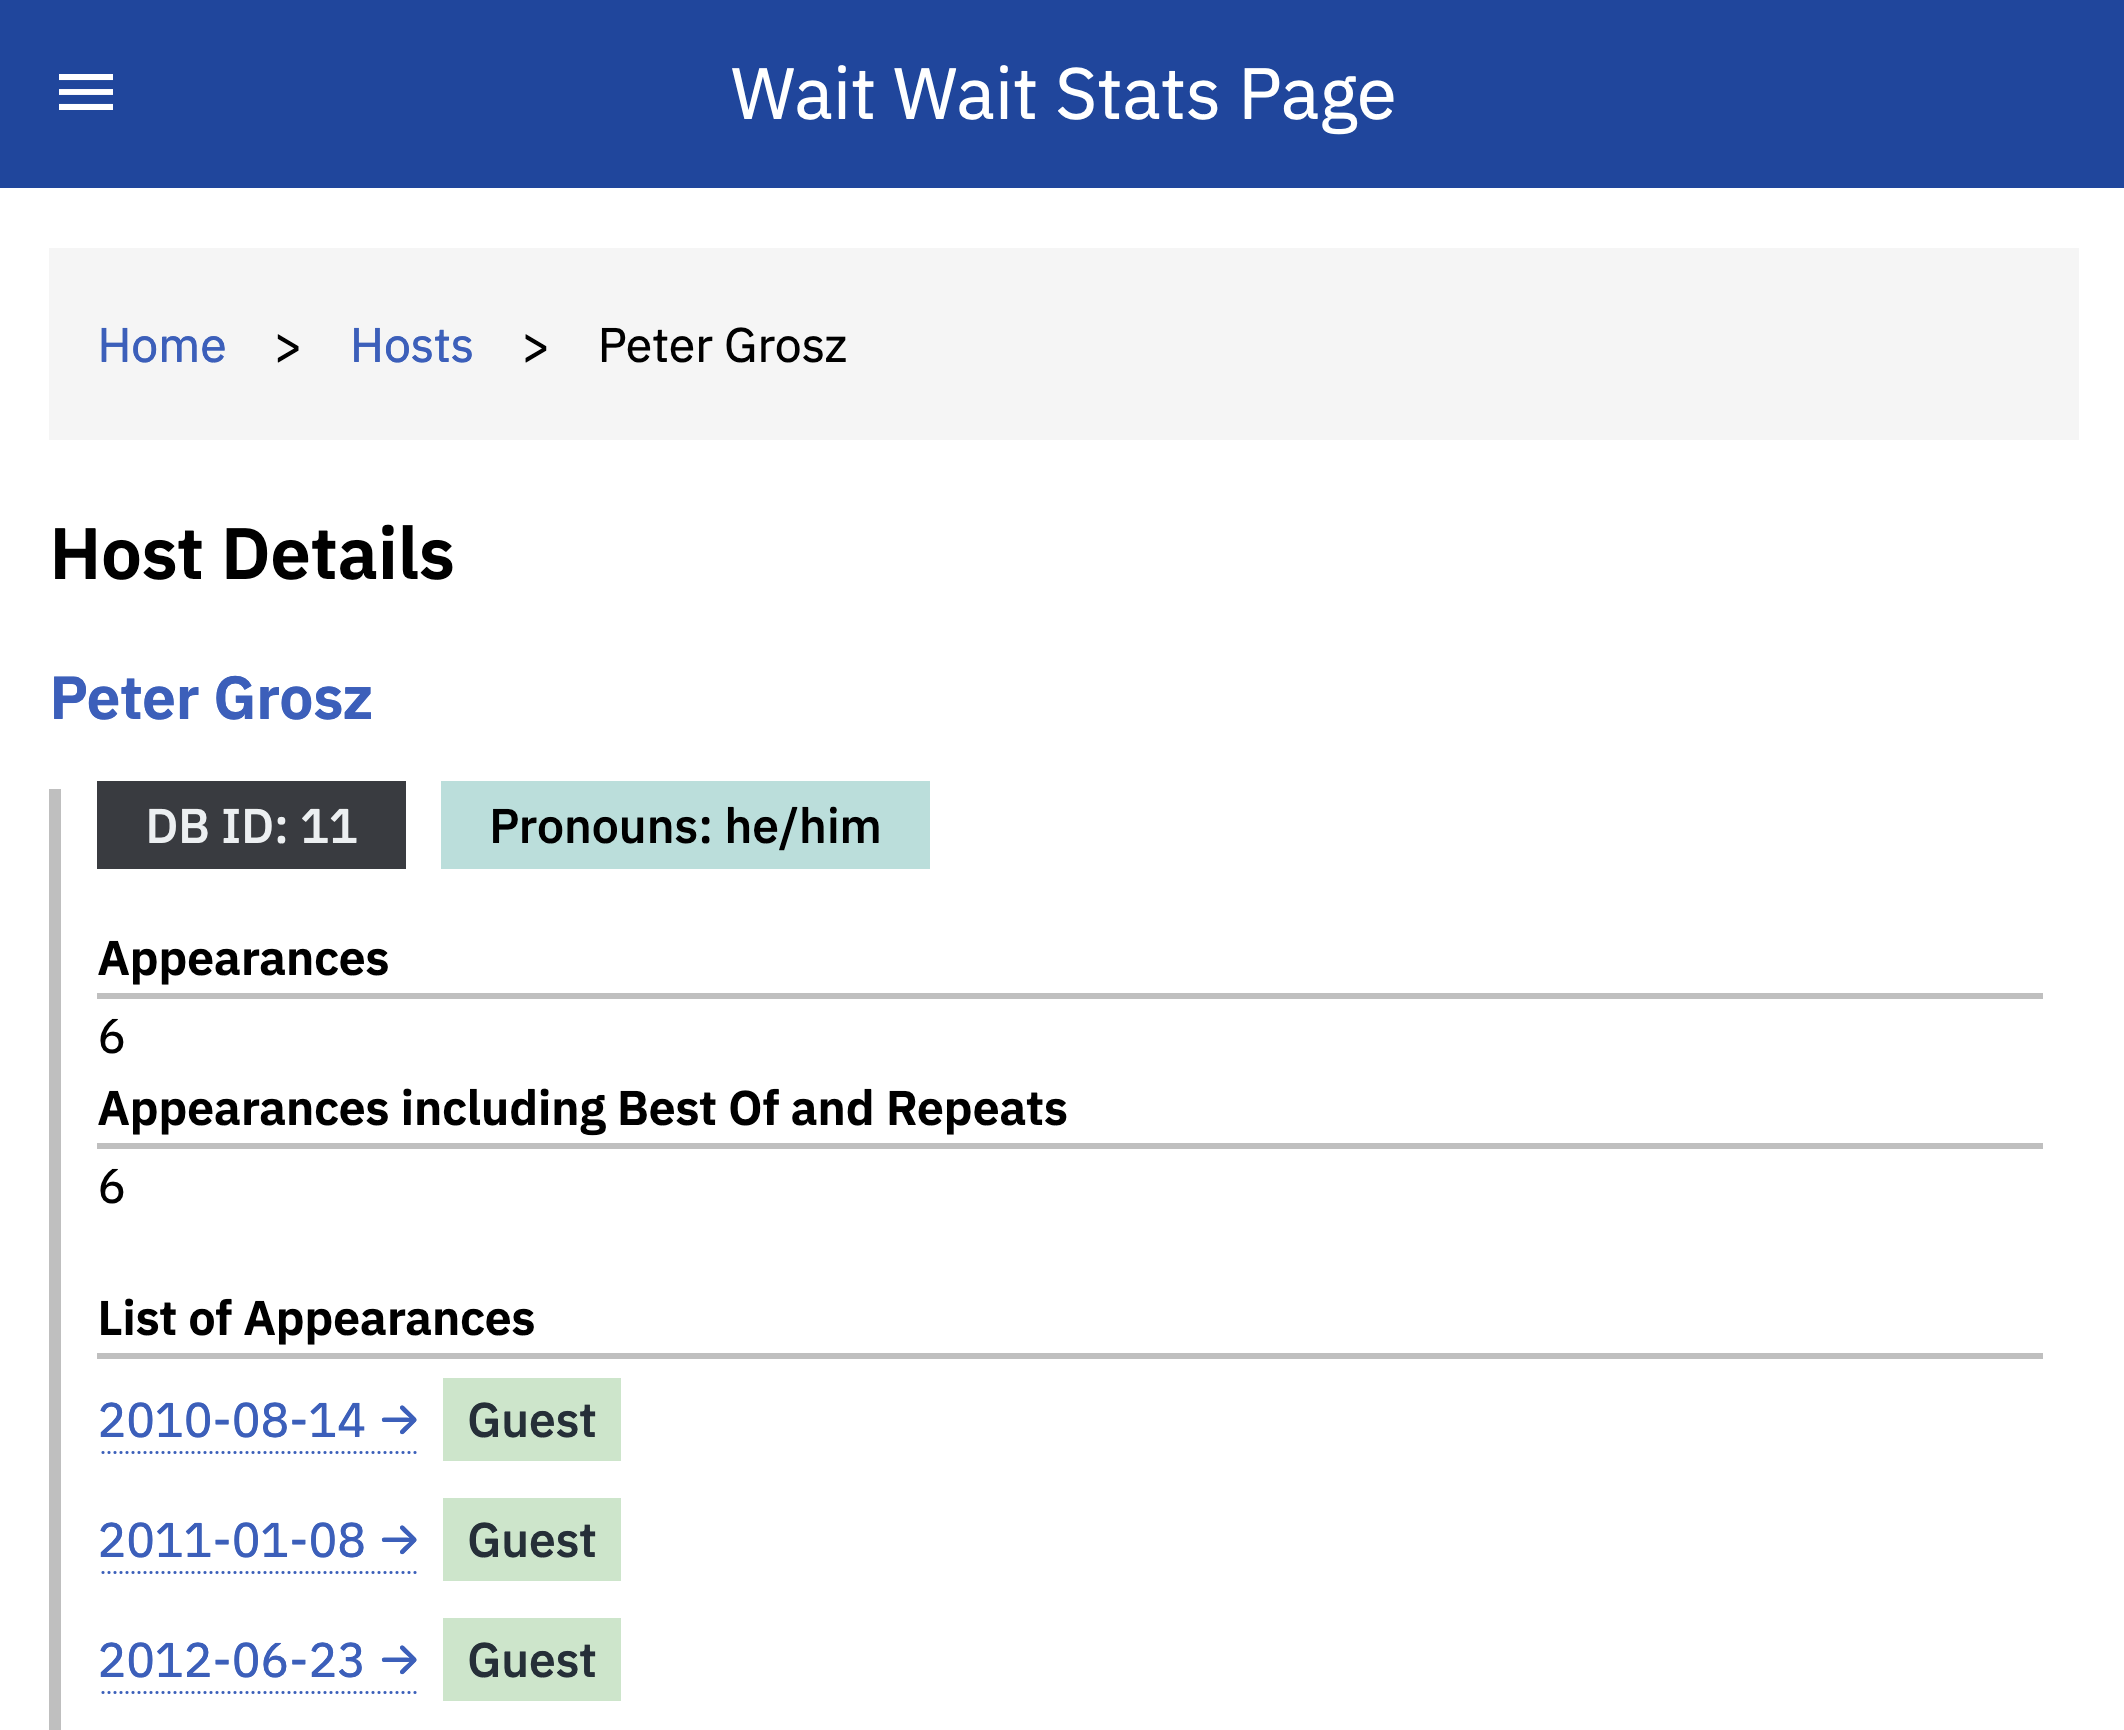 Wait Wait Stats Page
Home > Hosts > Peter Grosz
Host Details
Peter Grosz
DB ID: 11 Pronouns: he/him
Appearances
6
Appearances including Best Of and Repeats
6
List of Appearances
2010-08-14 → Guest
2011-01-08 → Guest
2012-06-23 → Guest